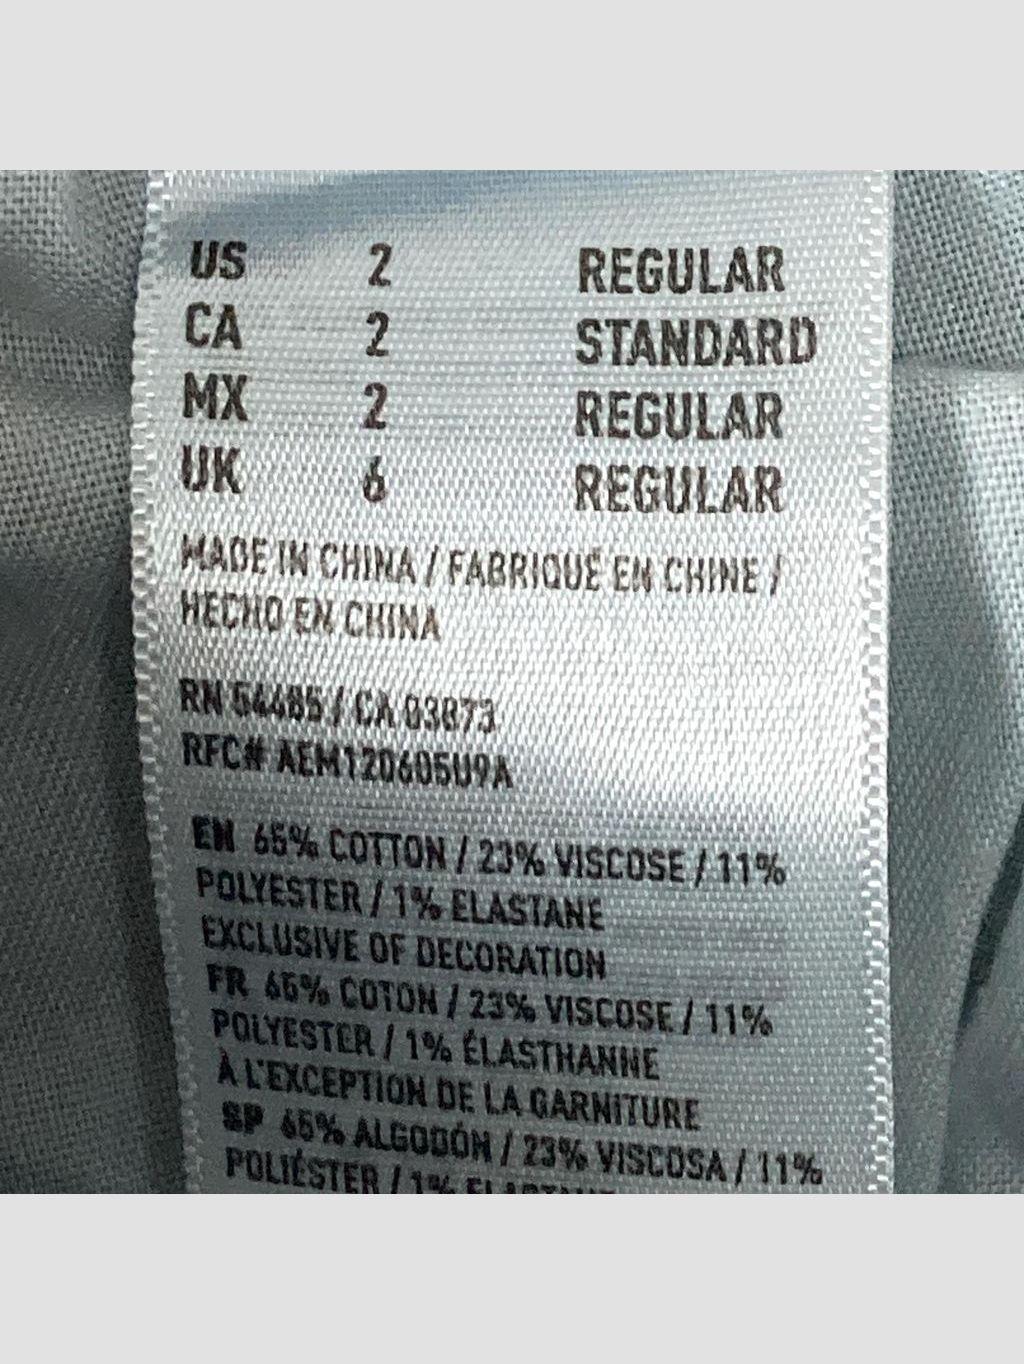 US 2 REGULAR
CA 2 STANDARD
MX 2 REGULAR
UK 6 REGULAR
MADE IN CHINA / FABRIQUÉ EN CHINE /
HECHO EN CHINA
RN 54485 / CA 03873
RFC# AEM120605U9A
EN 65% COTTON / 23% VISCOSE / 11%
POLYESTER / 1% ELASTANE
EXCLUSIVE OF DECORATION
FR 65% COTON / 23% VISCOSE / 11%
POLYESTER / 1% ÉLASTHANNE
À L'EXCEPTION DE LA GARNITURE
SP 65% ALGODÓN / 23% VISCOSA / 11%
POLIÉSTER / 1%